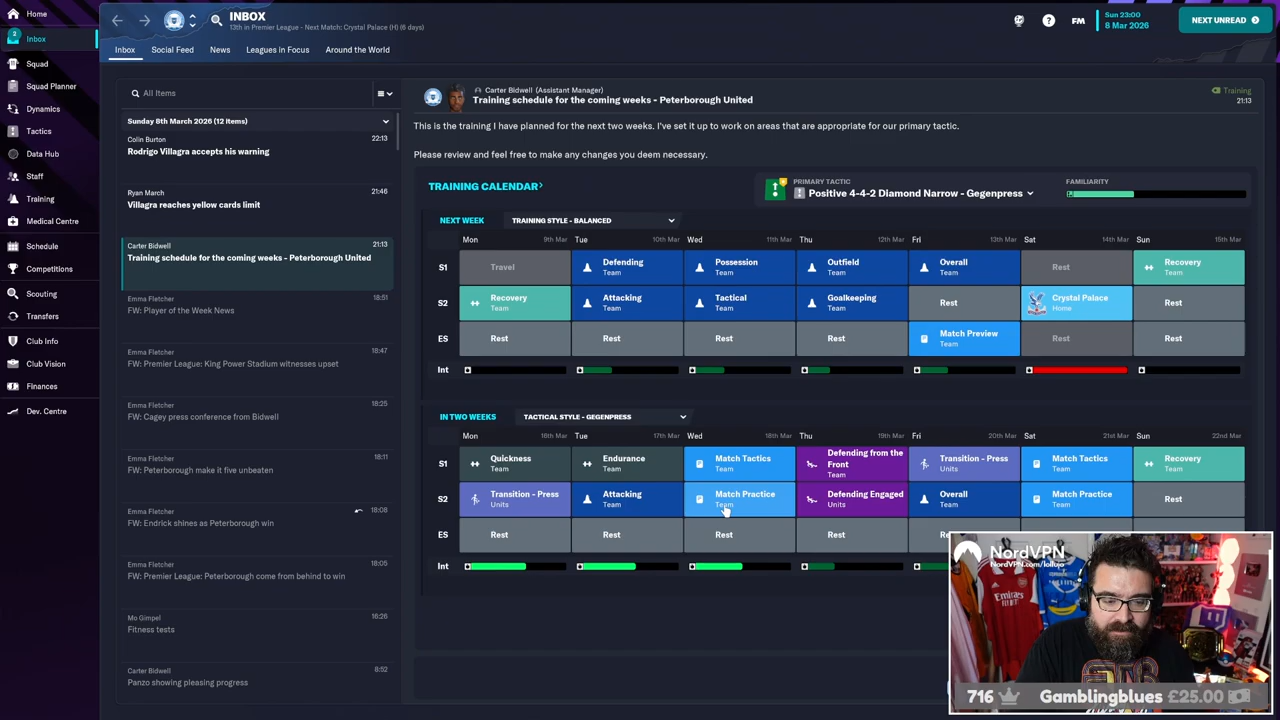 Home
2
Inbox
Squad
Squad Planner
Dynamics
Tactics
Data Hub
Staff
Training
Medical Centre
Schedule
Competitions
Scouting
Transfers
Club Info
Club Vision
Finances
Dev. Centre
INBOX
13th in Premier League - Next Match: Crystal Palace (H) (6 days)
FM
Sun 23:00
8 Mar 2026
NEXT UNREAD
Inbox Social Feed News Leagues in Focus Around the World
All Items
Sunday 8th March 2026 (12 Items)
Colin Burton 22:13
Rodrigo Villagra accepts his warning
Ryan March 21:46
Villagra reaches yellow cards limit
Carter Bidwell 21:13
Training schedule for the coming weeks - Peterborough United
Emma Fletcher 18:51
FW: Player of the Week News
Emma Fletcher 18:47
FW: Premier League: King Power Stadium witnesses upset
Emma Fletcher 18:25
FW: Cagey press conference from Bidwell
Emma Fletcher 18:11
FW: Peterborough make it five unbeaten
Emma Fletcher 18:08
FW: Endrick shines as Peterborough win
Emma Fletcher 18:05
FW: Premier League: Peterborough come from behind to win
Mo Gimpel 16:26
Fitness tests
Carter Bidwell 8:52
Panzo showing pleasing progress
Carter Bidwell (Assistant Manager)
Training schedule for the coming weeks - Peterborough United
Training
21:13
This is the training I have planned for the next two weeks. I've set it up to work on areas that are appropriate for our primary tactic.
Please review and feel free to make any changes you deem necessary.
TRAINING CALENDAR
PRIMARY TACTIC
Positive 4-4-2 Diamond Narrow - Gegenpress
FAMILIARITY
NEXT WEEK TRAINING STYLE - BALANCED
Mon 9th Mar Tue 10th Mar Wed 11th Mar Thu 12th Mar Fri 13th Mar Sat 14th Mar Sun 15th Mar
S1 Travel Defending Team Possession Team Outfield Team Overall Team Rest Recovery Team
S2 Recovery Team Attacking Team Tactical Team Goalkeeping Team Rest Crystal Palace Home Rest
ES Rest Rest Rest Rest Match Preview Team Rest Rest
Int
IN TWO WEEKS TACTICAL STYLE - GEGENPRESS
Mon 16th Mar Tue 17th Mar Wed 18th Mar Thu 19th Mar Fri 20th Mar Sat 21st Mar Sun 22nd Mar
S1 Quickness Team Endurance Team Match Tactics Team Defending from the Front Team Transition - Press Units Match Tactics Team Recovery Team
S2 Transition - Press Units Attacking Team Match Practice Team Defending Engaged Units Overall Team Match Practice Team Rest
ES Rest Rest Rest Rest
Int
NordVPN
NordVPN.com/lollujo
716 Gamblingblues £25.00